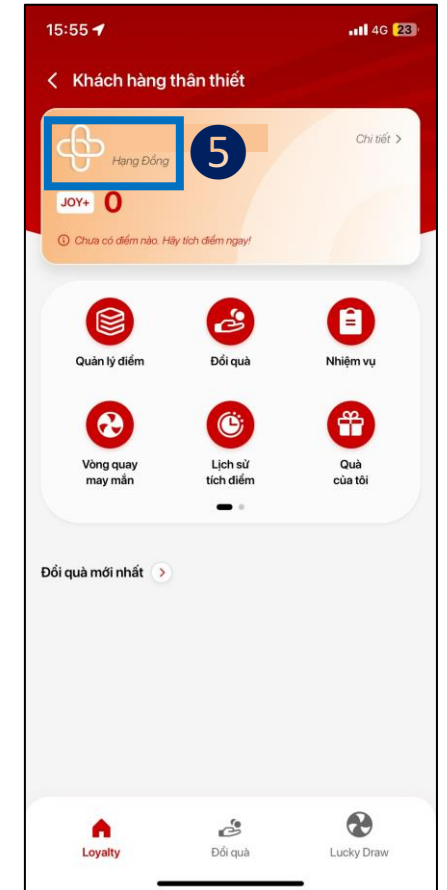 15:55
4G 23
Khách hàng thân thiết
Hạng Đồng
5
Chi tiết >
JOY+ 0
Chưa có điểm nào. Hãy tích điểm ngay!
Quản lý điểm
Đổi quà
Nhiệm vụ
Vòng quay
may mắn
Lịch sử
tích điểm
Quà
của tôi
Đổi quà mới nhất >
Loyalty
Đổi quà
Lucky Draw